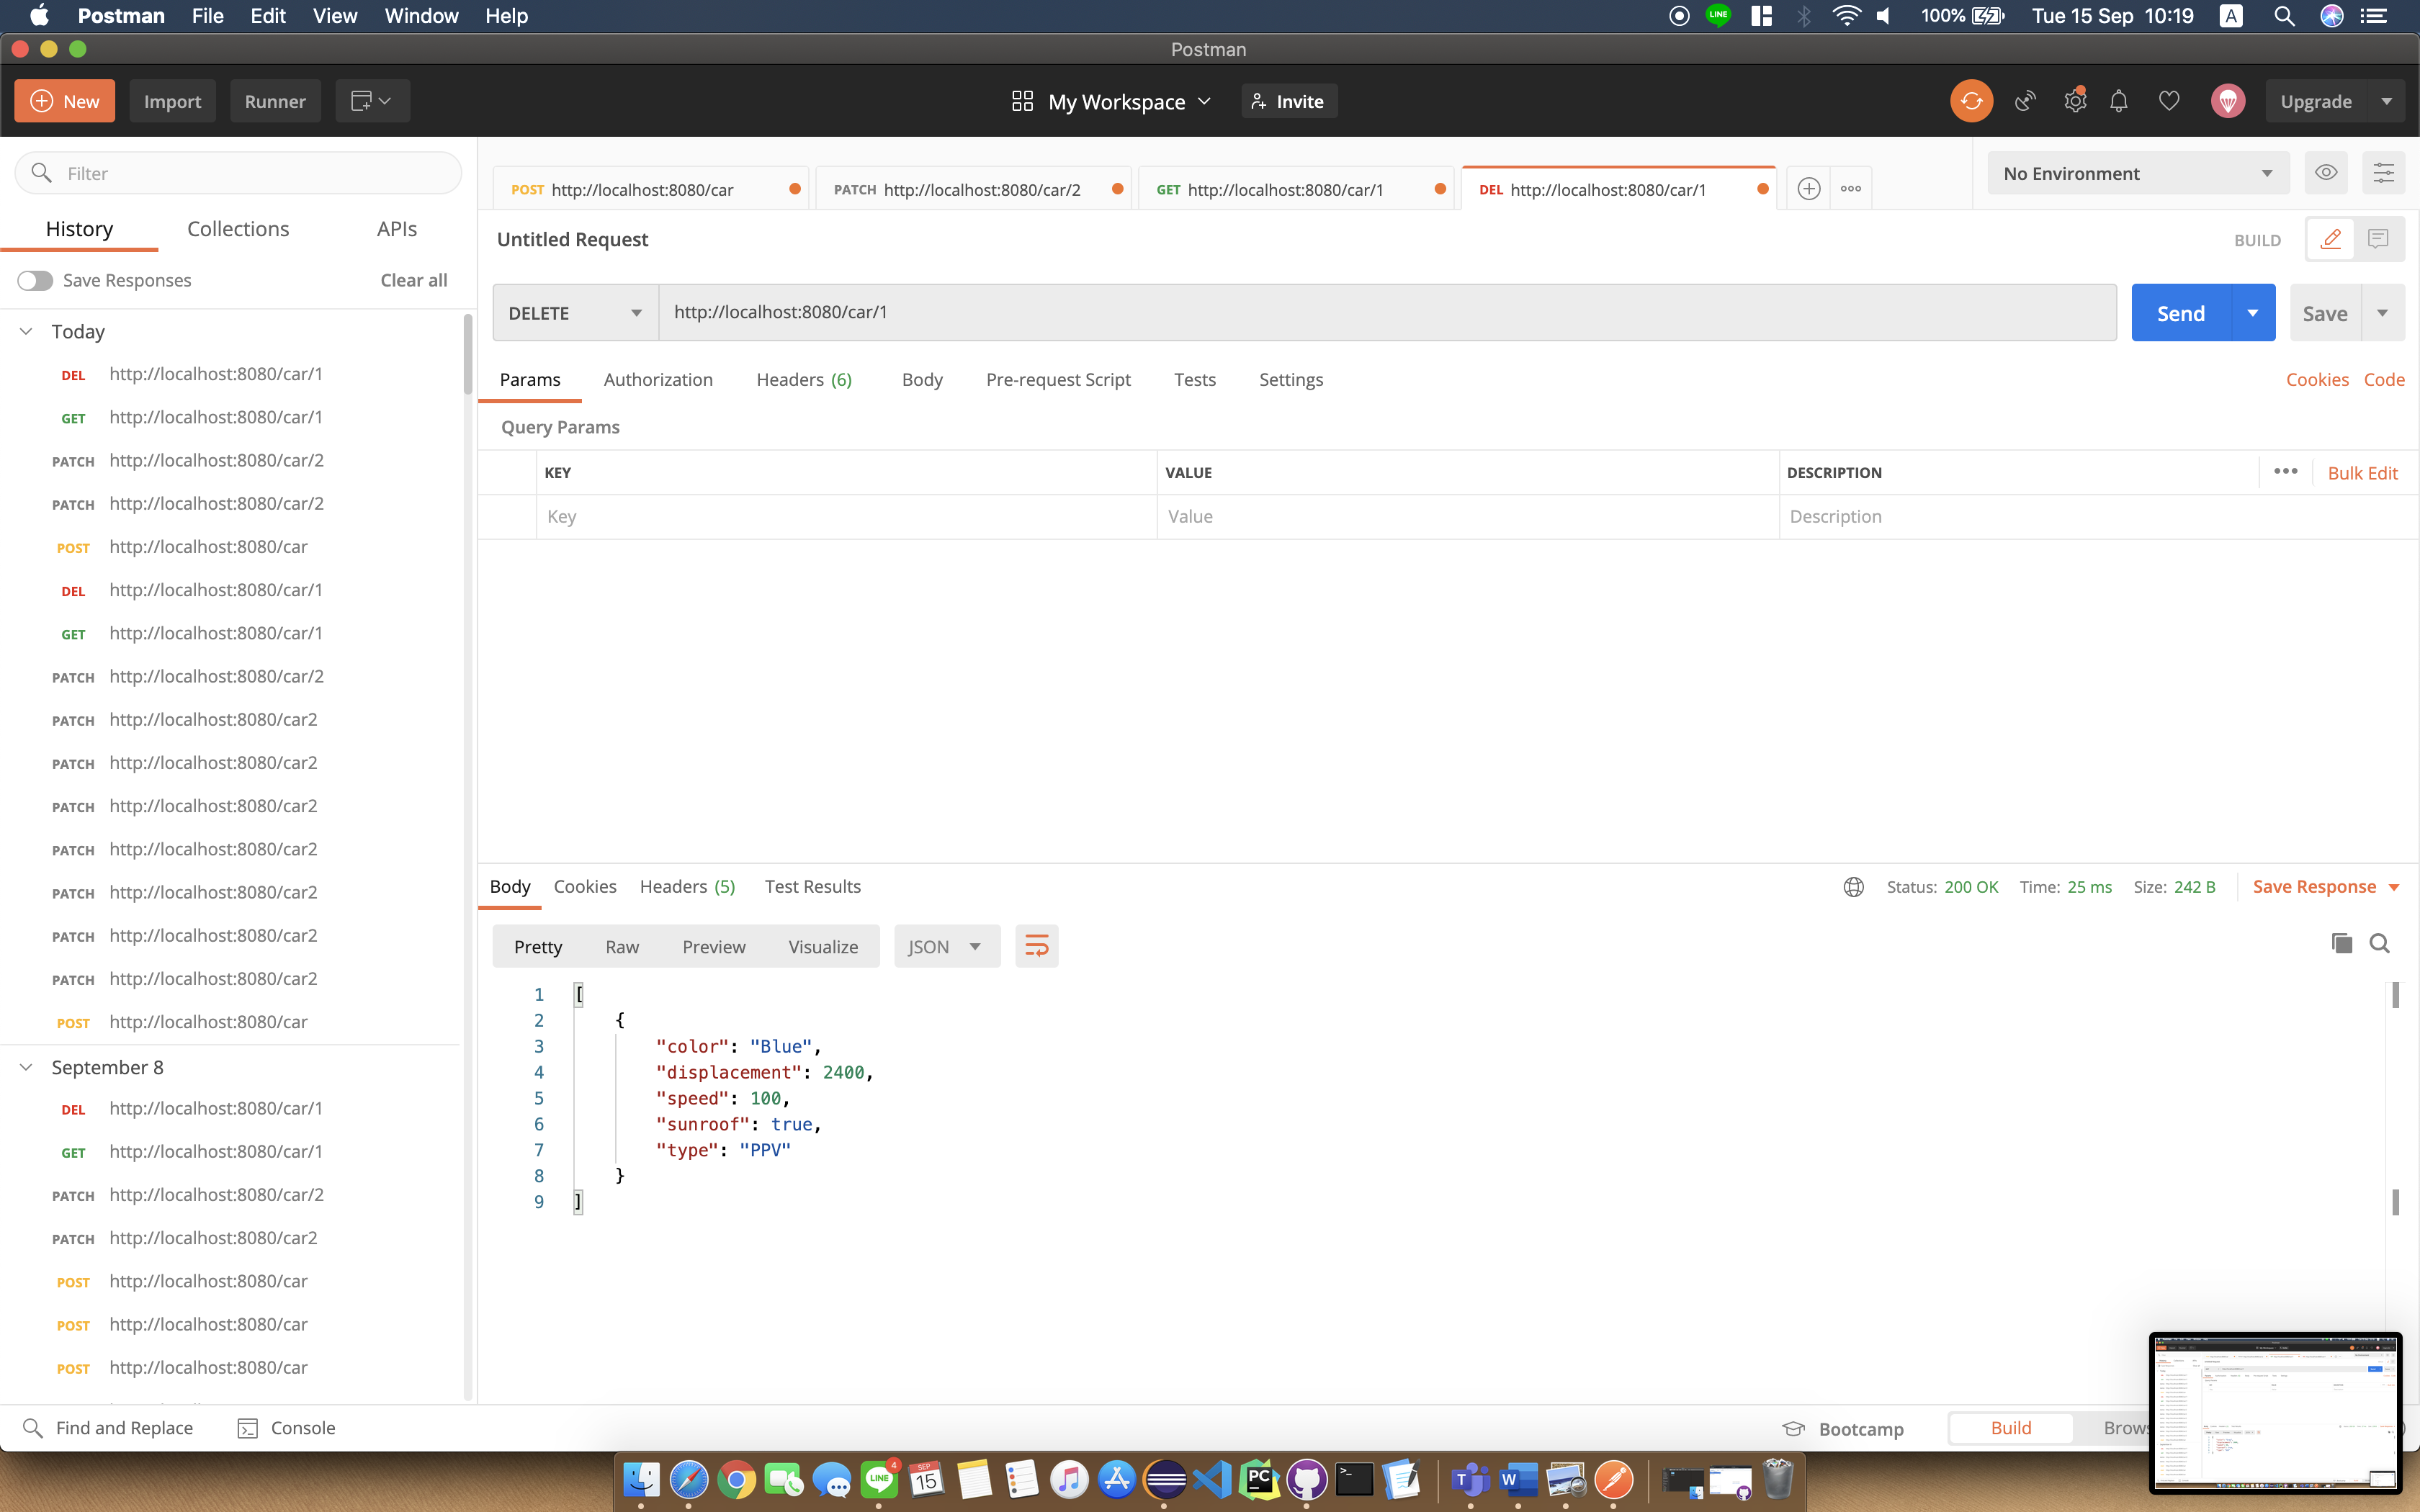 Postman File Edit View Window Help LINE 100% Tue 15 Sep 10:19 A
Postman
New Import Runner My Workspace Invite Upgrade
Filter
POST http://localhost:8080/car PATCH http://localhost:8080/car/2 GET http://localhost:8080/car/1 DEL http://localhost:8080/car/1 No Environment
History Collections APIs
Save Responses Clear all
Today
DEL http://localhost:8080/car/1
GET http://localhost:8080/car/1
PATCH http://localhost:8080/car/2
PATCH http://localhost:8080/car/2
POST http://localhost:8080/car
DEL http://localhost:8080/car/1
GET http://localhost:8080/car/1
PATCH http://localhost:8080/car/2
PATCH http://localhost:8080/car2
PATCH http://localhost:8080/car2
PATCH http://localhost:8080/car2
PATCH http://localhost:8080/car2
PATCH http://localhost:8080/car2
PATCH http://localhost:8080/car2
PATCH http://localhost:8080/car2
POST http://localhost:8080/car
September 8
DEL http://localhost:8080/car/1
GET http://localhost:8080/car/1
PATCH http://localhost:8080/car/2
PATCH http://localhost:8080/car2
POST http://localhost:8080/car
POST http://localhost:8080/car
POST http://localhost:8080/car
Untitled Request BUILD
DELETE http://localhost:8080/car/1 Send Save
Params Authorization Headers (6) Body Pre-request Script Tests Settings Cookies Code
Query Params
KEY VALUE DESCRIPTION Bulk Edit
Key Value Description
Body Cookies Headers (5) Test Results Status: 200 OK Time: 25 ms Size: 242 B Save Response
Pretty Raw Preview Visualize JSON
1 [
2 {
3 "color": "Blue",
4 "displacement": 2400,
5 "speed": 100,
6 "sunroof": true,
7 "type": "PPV"
8 }
9 ]
Find and Replace Console Bootcamp Build Brows
LINE 4 SEP 15 PC T W